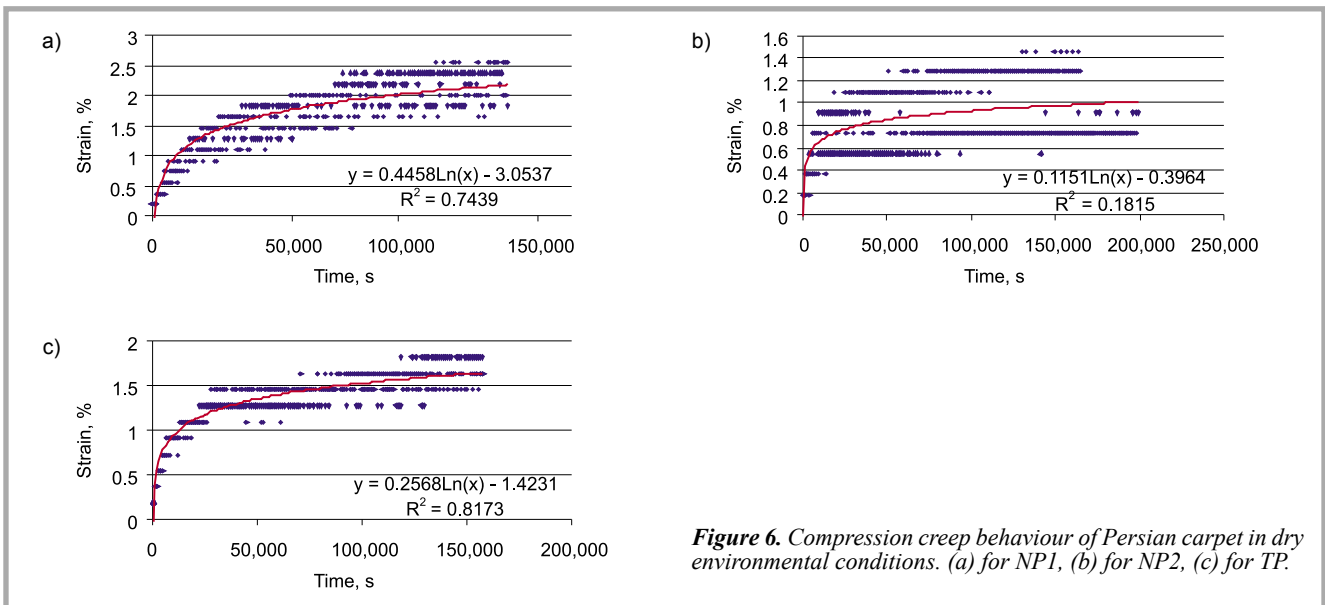 a)
3
2.5
2
1.5
1
0.5
0
Strain, %
y = 0.4458Ln(x) - 3.0537
R² = 0.7439
0 50,000 100,000 150,000
Time, s
b)
1.6
1.4
1.2
1
0.8
0.6
0.4
0.2
0
Strain, %
y = 0.1151Ln(x) - 0.3964
R² = 0.1815
0 50,000 100,000 150,000 200,000 250,000
Time, s
c)
2
1.5
1
0.5
0
Strain, %
y = 0.2568Ln(x) - 1.4231
R² = 0.8173
0 50,000 100,000 150,000 200,000
Time, s
Figure 6. Compression creep behaviour of Persian carpet in dry
environmental conditions. (a) for NP1, (b) for NP2, (c) for TP.